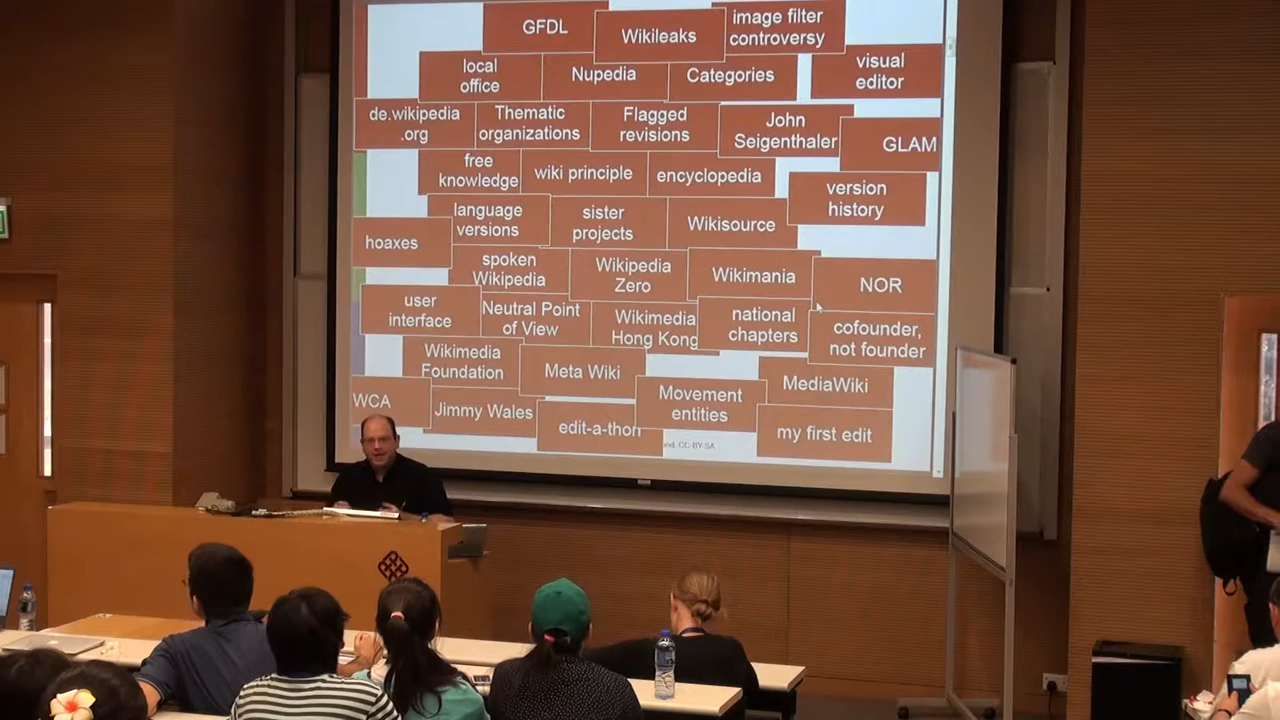 GFDL
Wikileaks
image filter
controversy
local
office
Nupedia
Categories
visual
editor
de.wikipedia
.org
Thematic
organizations
Flagged
revisions
John
Seigenthaler
GLAM
free
knowledge
wiki principle
encyclopedia
version
history
language
versions
sister
projects
Wikisource
hoaxes
spoken
Wikipedia
Wikipedia
Zero
Wikimania
NOR
user
interface
Neutral Point
of View
Wikimedia
Hong Kong
national
chapters
cofounder,
not founder
Wikimedia
Foundation
Meta Wiki
MediaWiki
WCA
Jimmy Wales
edit-a-thon
Movement
entities
my first edit
CC-BY-SA